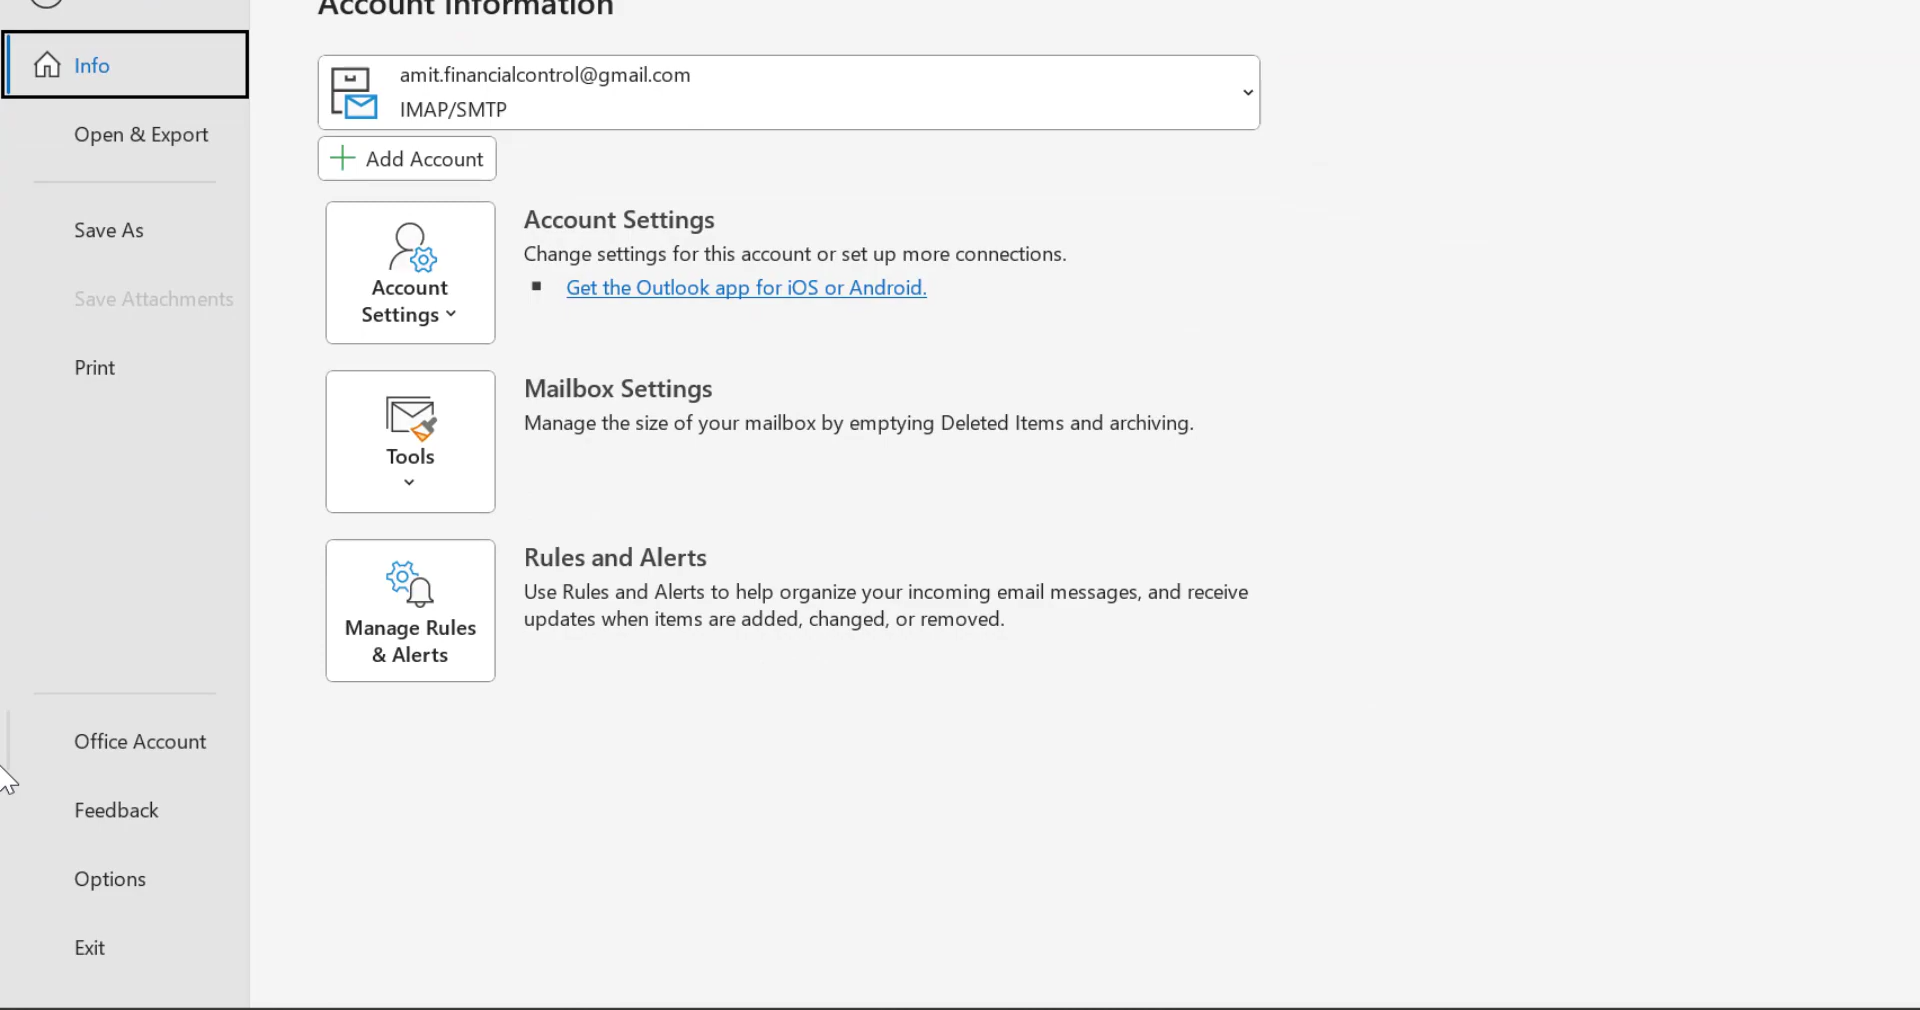 Account Information
Info
Open & Export
Save As
Save Attachments
Print
Office Account
Feedback
Options
Exit
amit.financialcontrol@gmail.com
IMAP/SMTP
Add Account
Account
Settings
Account Settings
Change settings for this account or set up more connections.
Get the Outlook app for iOS or Android.
Tools
Mailbox Settings
Manage the size of your mailbox by emptying Deleted Items and archiving.
Manage Rules
& Alerts
Rules and Alerts
Use Rules and Alerts to help organize your incoming email messages, and receive
updates when items are added, changed, or removed.